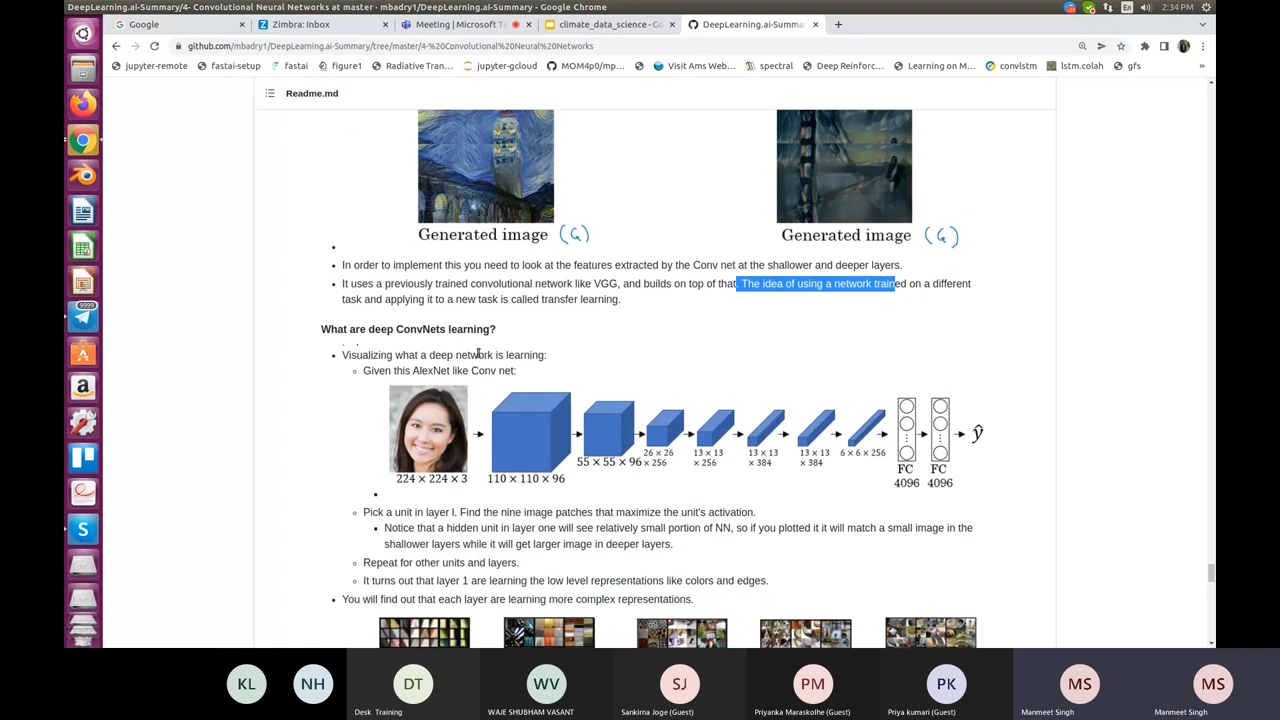 4- Convolutional Neural Networks at master · mbadry1/DeepLearning.ai-Summary - Google Chrome
En
2:34 PM
Google
Zimbra: Inbox
Meeting | Microsoft Te
climate_data_science - Go
DeepLearning.ai-Summa
github.com/mbadry1/DeepLearning.ai-Summary/tree/master/4-%20Convolutional%20Neural%20Networks
jupyter-remote
fastai-setup
fastai
figure1
Radiative Tran...
jupyter-gcloud
MOM4p0/mp...
Visit Ams Web...
spectral
Deep Reinforc...
Learning on M...
convlstm
lstm.colah
gfs
»
Readme.md
Generated image (G)
Generated image (G)
In order to implement this you need to look at the features extracted by the Conv net at the shallower and deeper layers.
It uses a previously trained convolutional network like VGG, and builds on top of that. The idea of using a network trained on a different
task and applying it to a new task is called transfer learning.
What are deep ConvNets learning?
Visualizing what a deep network is learning:
Given this AlexNet like Conv net:
224 × 224 × 3
110 × 110 × 96
55 × 55 × 96
26 × 26
× 256
13 × 13
× 256
13 × 13
× 384
13 × 13
× 384
6 × 6 × 256
FC
4096
FC
4096
ŷ
Pick a unit in layer l. Find the nine image patches that maximize the unit's activation.
Notice that a hidden unit in layer one will see relatively small portion of NN, so if you plotted it it will match a small image in the
shallower layers while it will get larger image in deeper layers.
Repeat for other units and layers.
It turns out that layer 1 are learning the low level representations like colors and edges.
You will find out that each layer are learning more complex representations.
4999
KL
NH
DT
WV
SJ
PM
PK
MS
MS
Desk Training
WAJE SHUBHAM VASANT
Sankirna Joge (Guest)
Priyanka Maraskolhe (Guest)
Priya kumari (Guest)
Manmeet Singh
Manmeet Singh